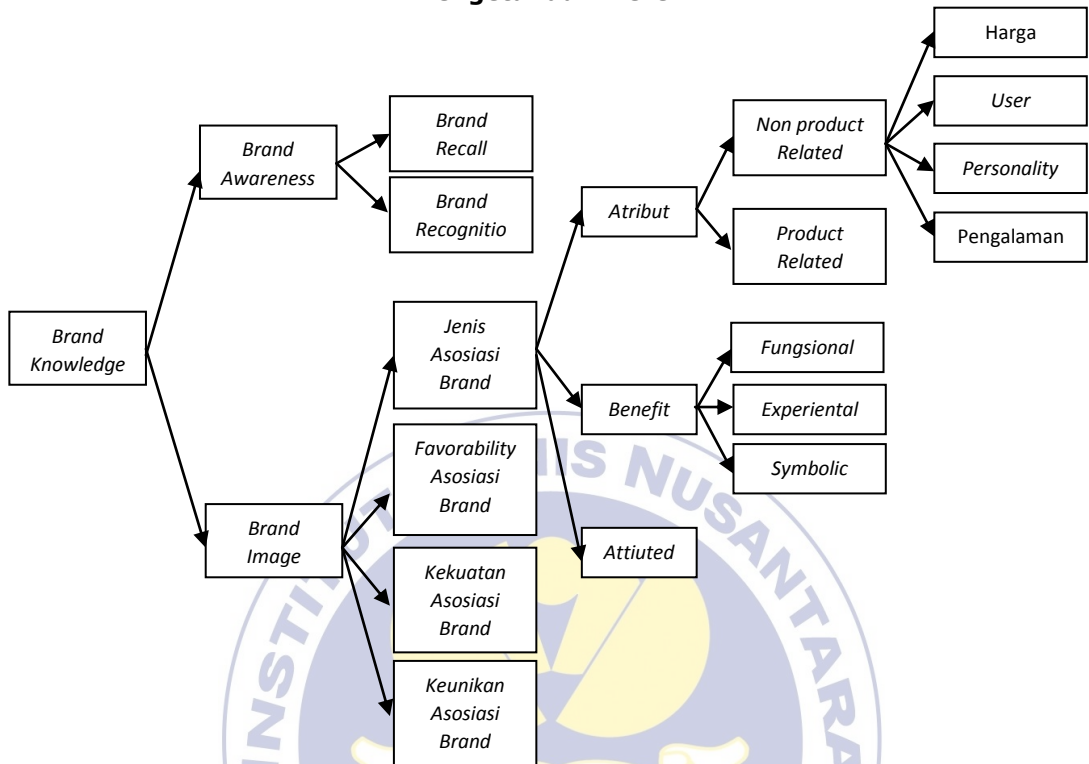 Harga
User
Personality
Pengalaman
Non product
Related
Product
Related
Brand
Recall
Brand
Recognitio
Brand
Awareness
Atribut
Brand
Knowledge
Jenis
Asosiasi
Brand
Fungsional
Experiental
Symbolic
Benefit
Favorability
Asosiasi
Brand
Brand
Image
Attiuted
Kekuatan
Asosiasi
Brand
Keunikan
Asosiasi
Brand
NUSANTARA